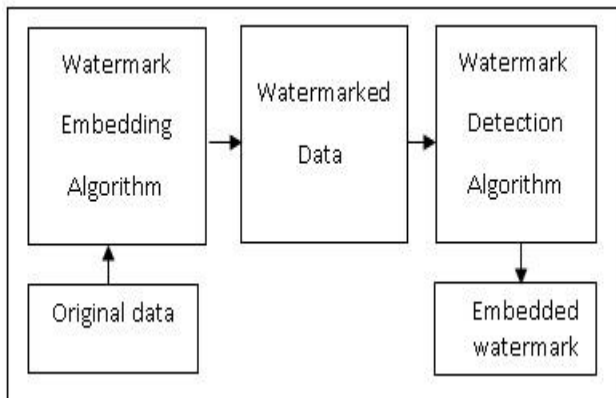 Watermark
Embedding
Algorithm
Watermarked
Data
Watermark
Detection
Algorithm
Original data
Embedded
watermark